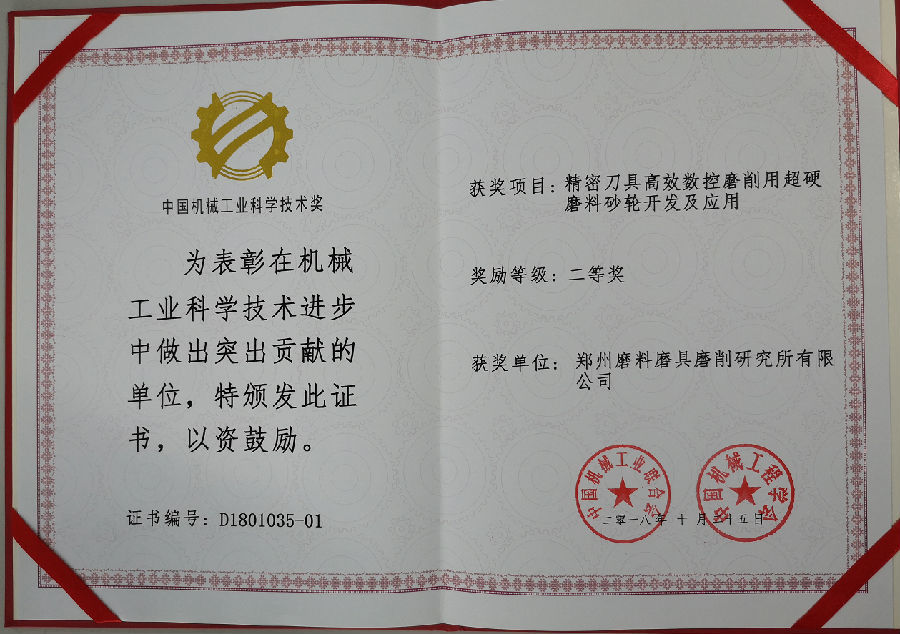 中国机械工业科学技术奖
为表彰在机械
工业科学技术进步
中做出突出贡献的
单位，特颁发此证
书，以资鼓励。
证书编号：D1801035-01
获奖项目：精密刀具高效数控磨削用超硬
磨料砂轮开发及应用
奖励等级：二等奖
获奖单位：郑州磨料磨具磨削研究所有限
公司
中国机械工业联合会
中国机械工程学会
二零一八年 十月二十五日